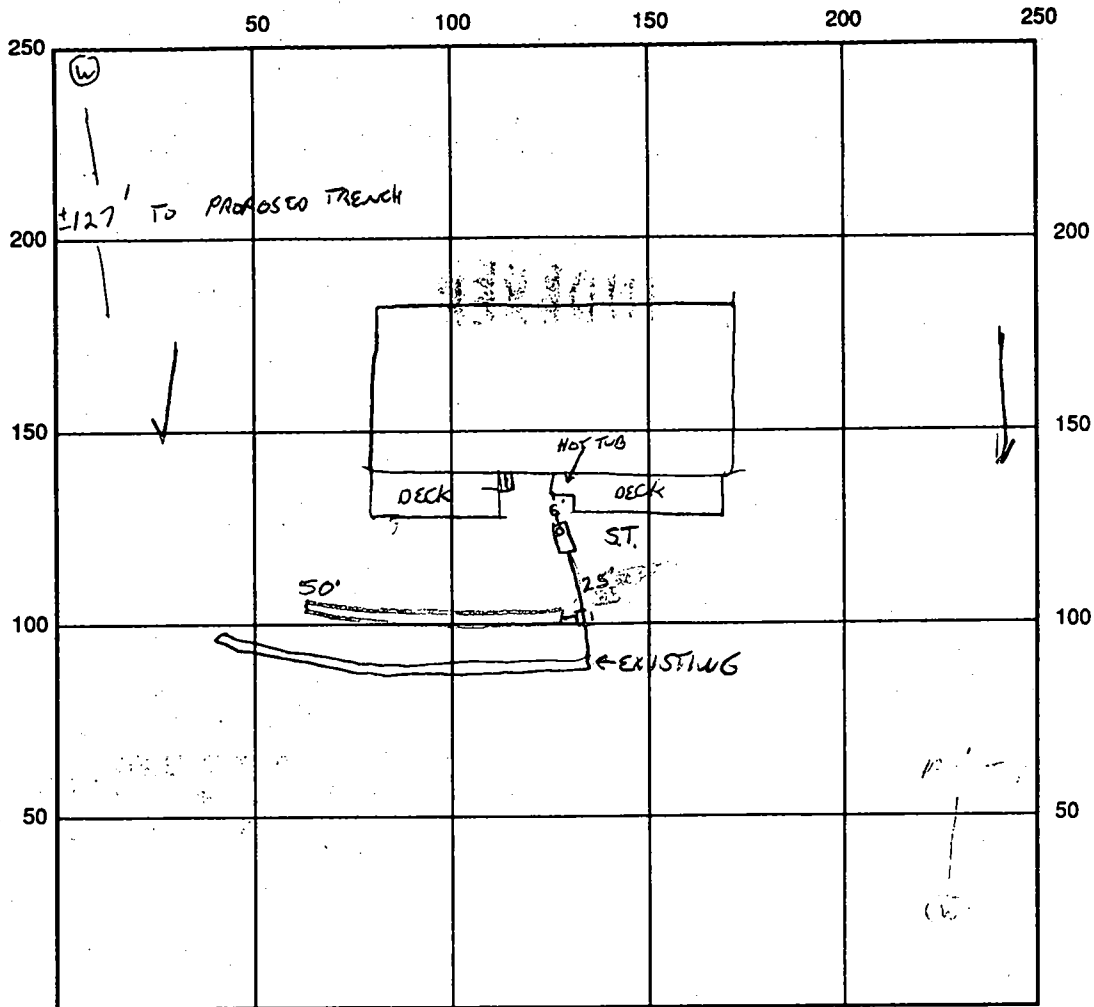 50 100 150 200 250
250
W
±127' TO PROPOSED TRENCH
200 200
150 150
HOT TUB
DECK DECK
6'
S.T.
50' 25'
100 100
← EXISTING
50 50
(W